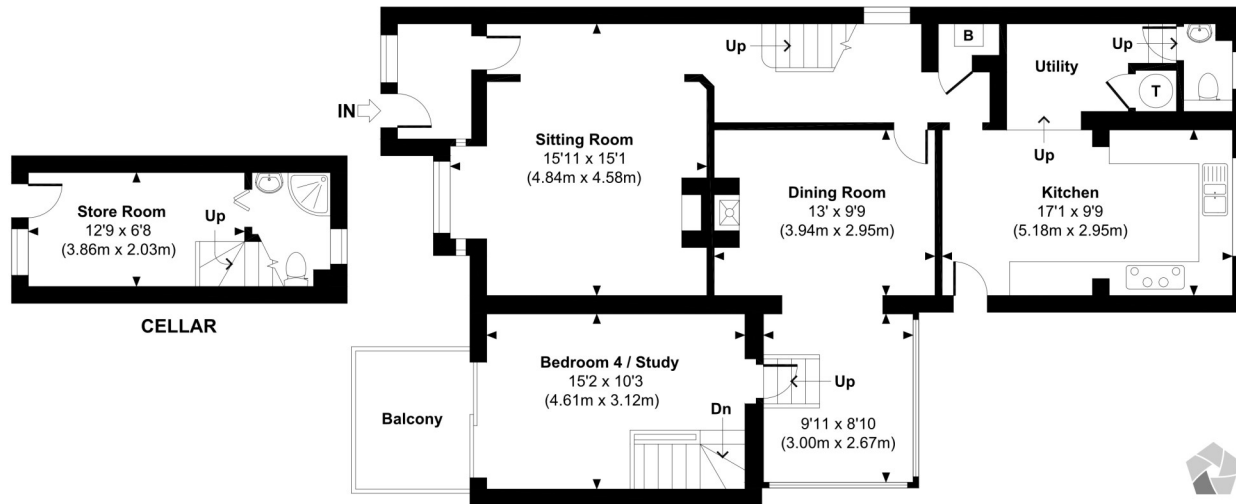 Up
B
Up
Utility
T
IN
Sitting Room
15'11 x 15'1
(4.84m x 4.58m)
Up
Dining Room
13' x 9'9
(3.94m x 2.95m)
Kitchen
17'1 x 9'9
(5.18m x 2.95m)
Store Room
12'9 x 6'8
(3.86m x 2.03m)
Up
CELLAR
Bedroom 4 / Study
15'2 x 10'3
(4.61m x 3.12m)
Up
Balcony
Dn
9'11 x 8'10
(3.00m x 2.67m)